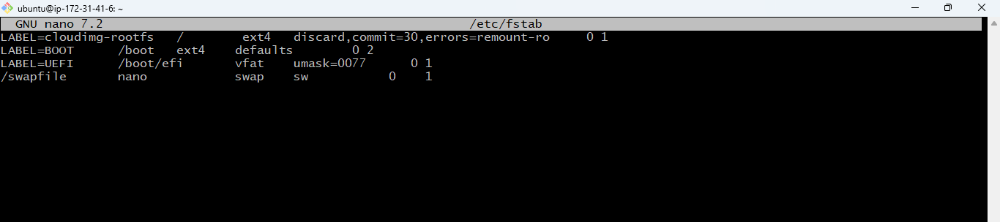 ubuntu@ip-172-31-41-6: ~
GNU nano 7.2 /etc/fstab
LABEL=cloudimg-rootfs / ext4 discard,commit=30,errors=remount-ro 0 1
LABEL=BOOT /boot ext4 defaults 0 2
LABEL=UEFI /boot/efi vfat umask=0077 0 1
/swapfile nano swap sw 0 1